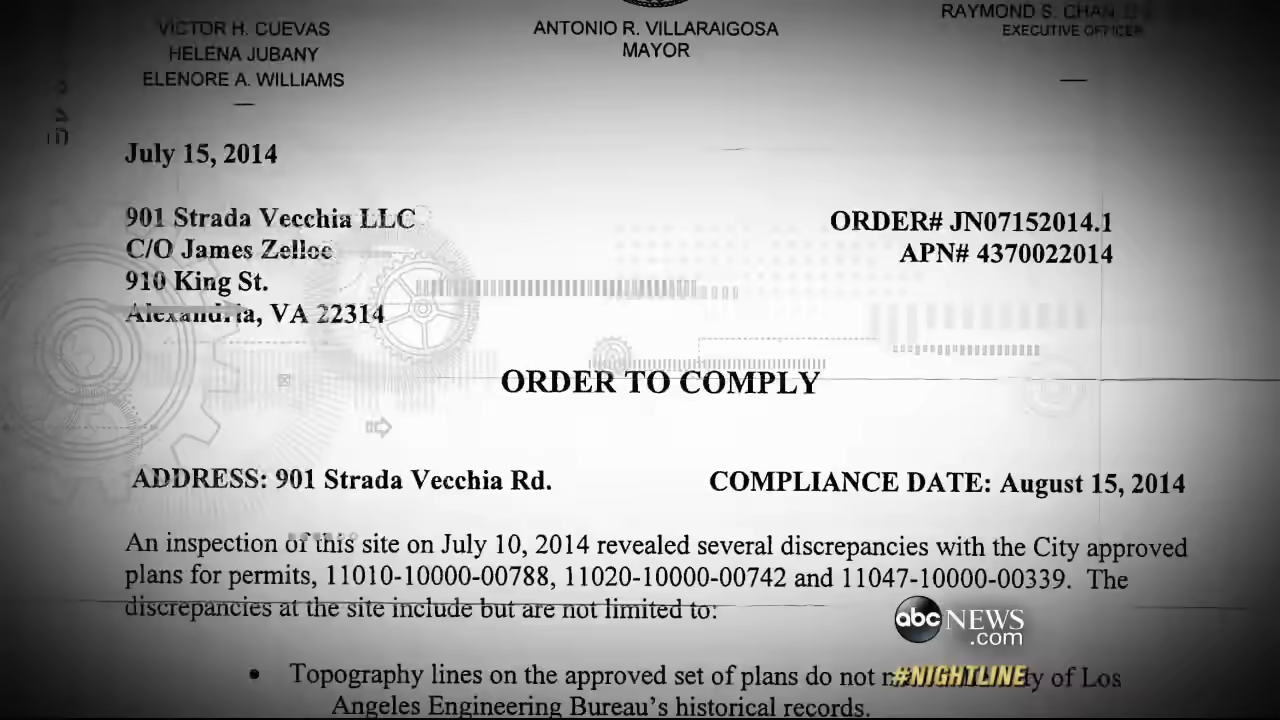 VICTOR H. CUEVAS
HELENA JUBANY
ELENORE A. WILLIAMS
ANTONIO R. VILLARAIGOSA
MAYOR
RAYMOND S. CHAN
EXECUTIVE OFFICER
July 15, 2014
901 Strada Vecchia LLC
C/O James Zelloe
910 King St.
Alexandria, VA 22314
ORDER# JN07152014.1
APN# 4370022014
ORDER TO COMPLY
ADDRESS: 901 Strada Vecchia Rd.
COMPLIANCE DATE: August 15, 2014
An inspection of this site on July 10, 2014 revealed several discrepancies with the City approved
plans for permits, 11010-10000-00788, 11020-10000-00742 and 11047-10000-00339. The
discrepancies at the site include but are not limited to:
• Topography lines on the approved set of plans do not of Los
Angeles Engineering Bureau's historical records.
abc NEWS
.com
#NIGHTLINE